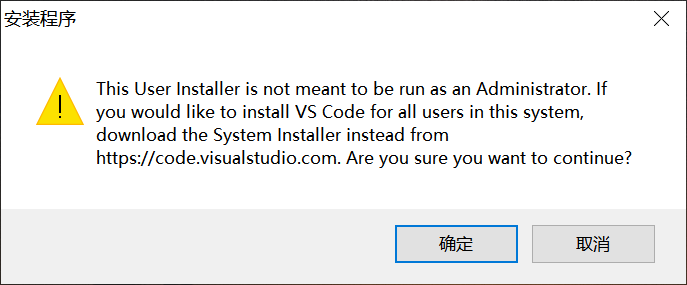 安装程序
This User Installer is not meant to be run as an Administrator. If
you would like to install VS Code for all users in this system,
download the System Installer instead from
https://code.visualstudio.com. Are you sure you want to continue?
确定
取消